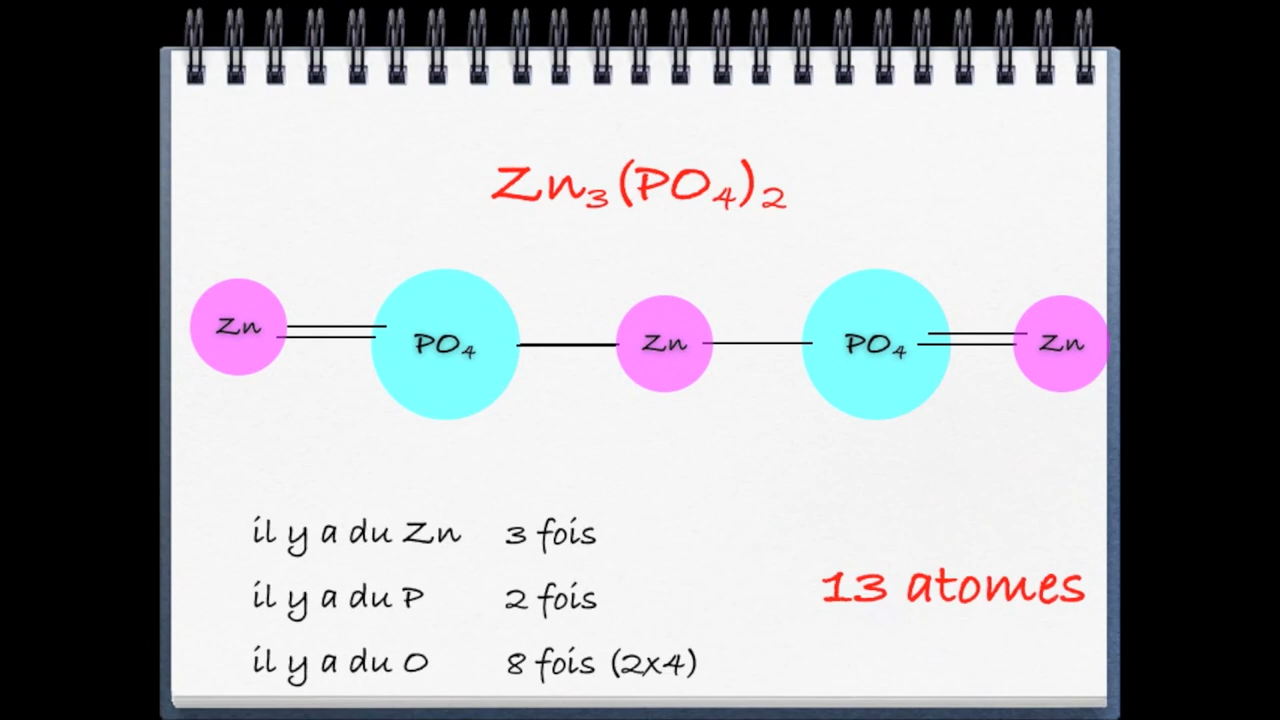 Zn₃(PO₄)₂
Zn PO₄ Zn PO₄ Zn
il y a du Zn 3 fois
il y a du P 2 fois
il y a du O 8 fois (2x4)
13 atomes